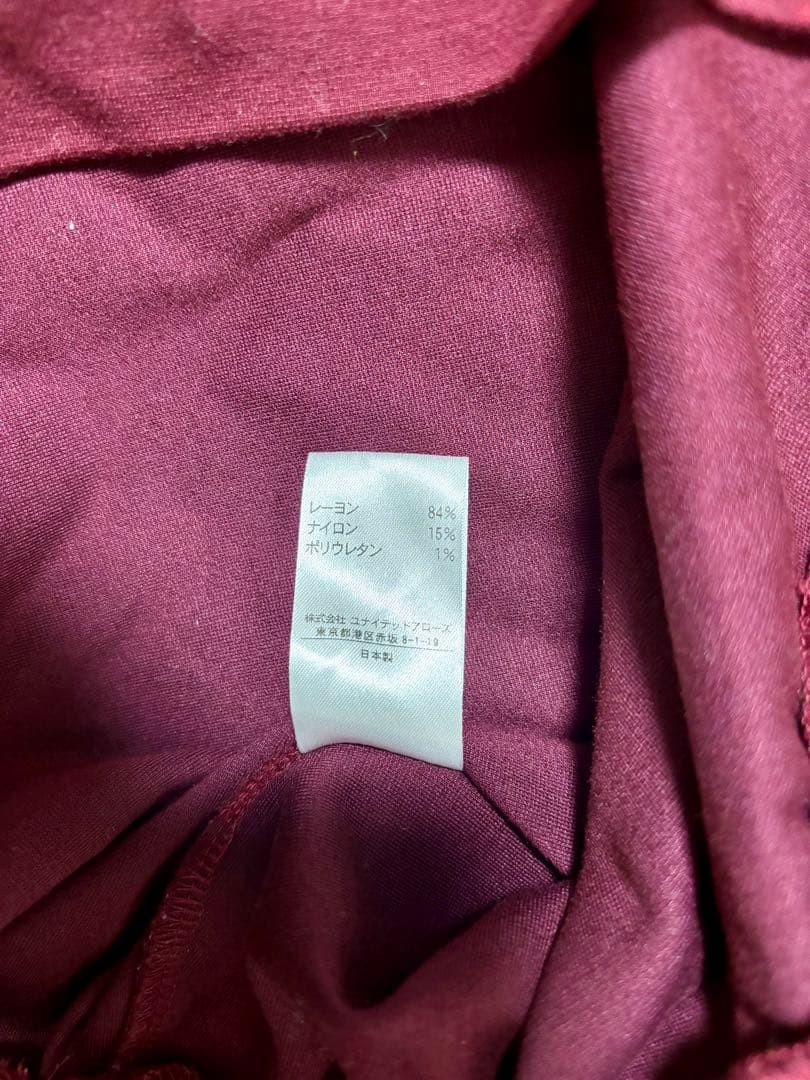 レーヨン 84%
ナイロン 15%
ポリウレタン 1%
株式会社 ユナイテッドアローズ
東京都港区赤坂 8-1-19
日本製